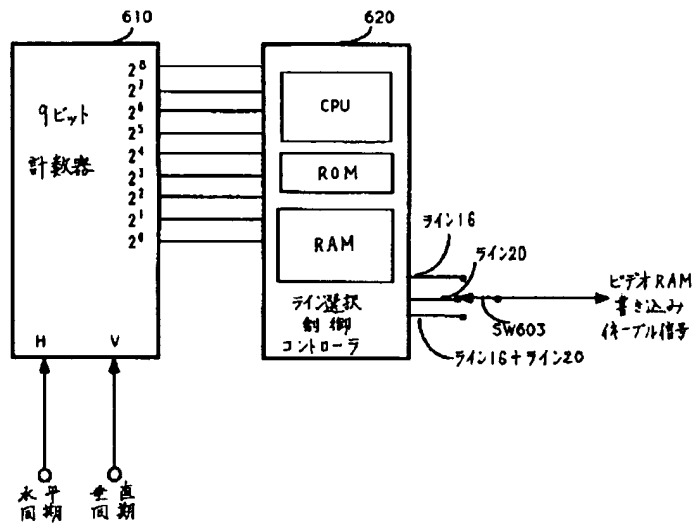 610
620
2⁸
2⁷
2⁶
2⁵
2⁴
2³
2²
2¹
2⁰
9ビット
計数器
H
V
水平
同期
垂直
同期
CPU
ROM
RAM
ライン選択
制御
コントローラ
ライン16
ライン20
SW603
ライン16+ライン20
ビデオRAM
書き込み
イネーブル信号